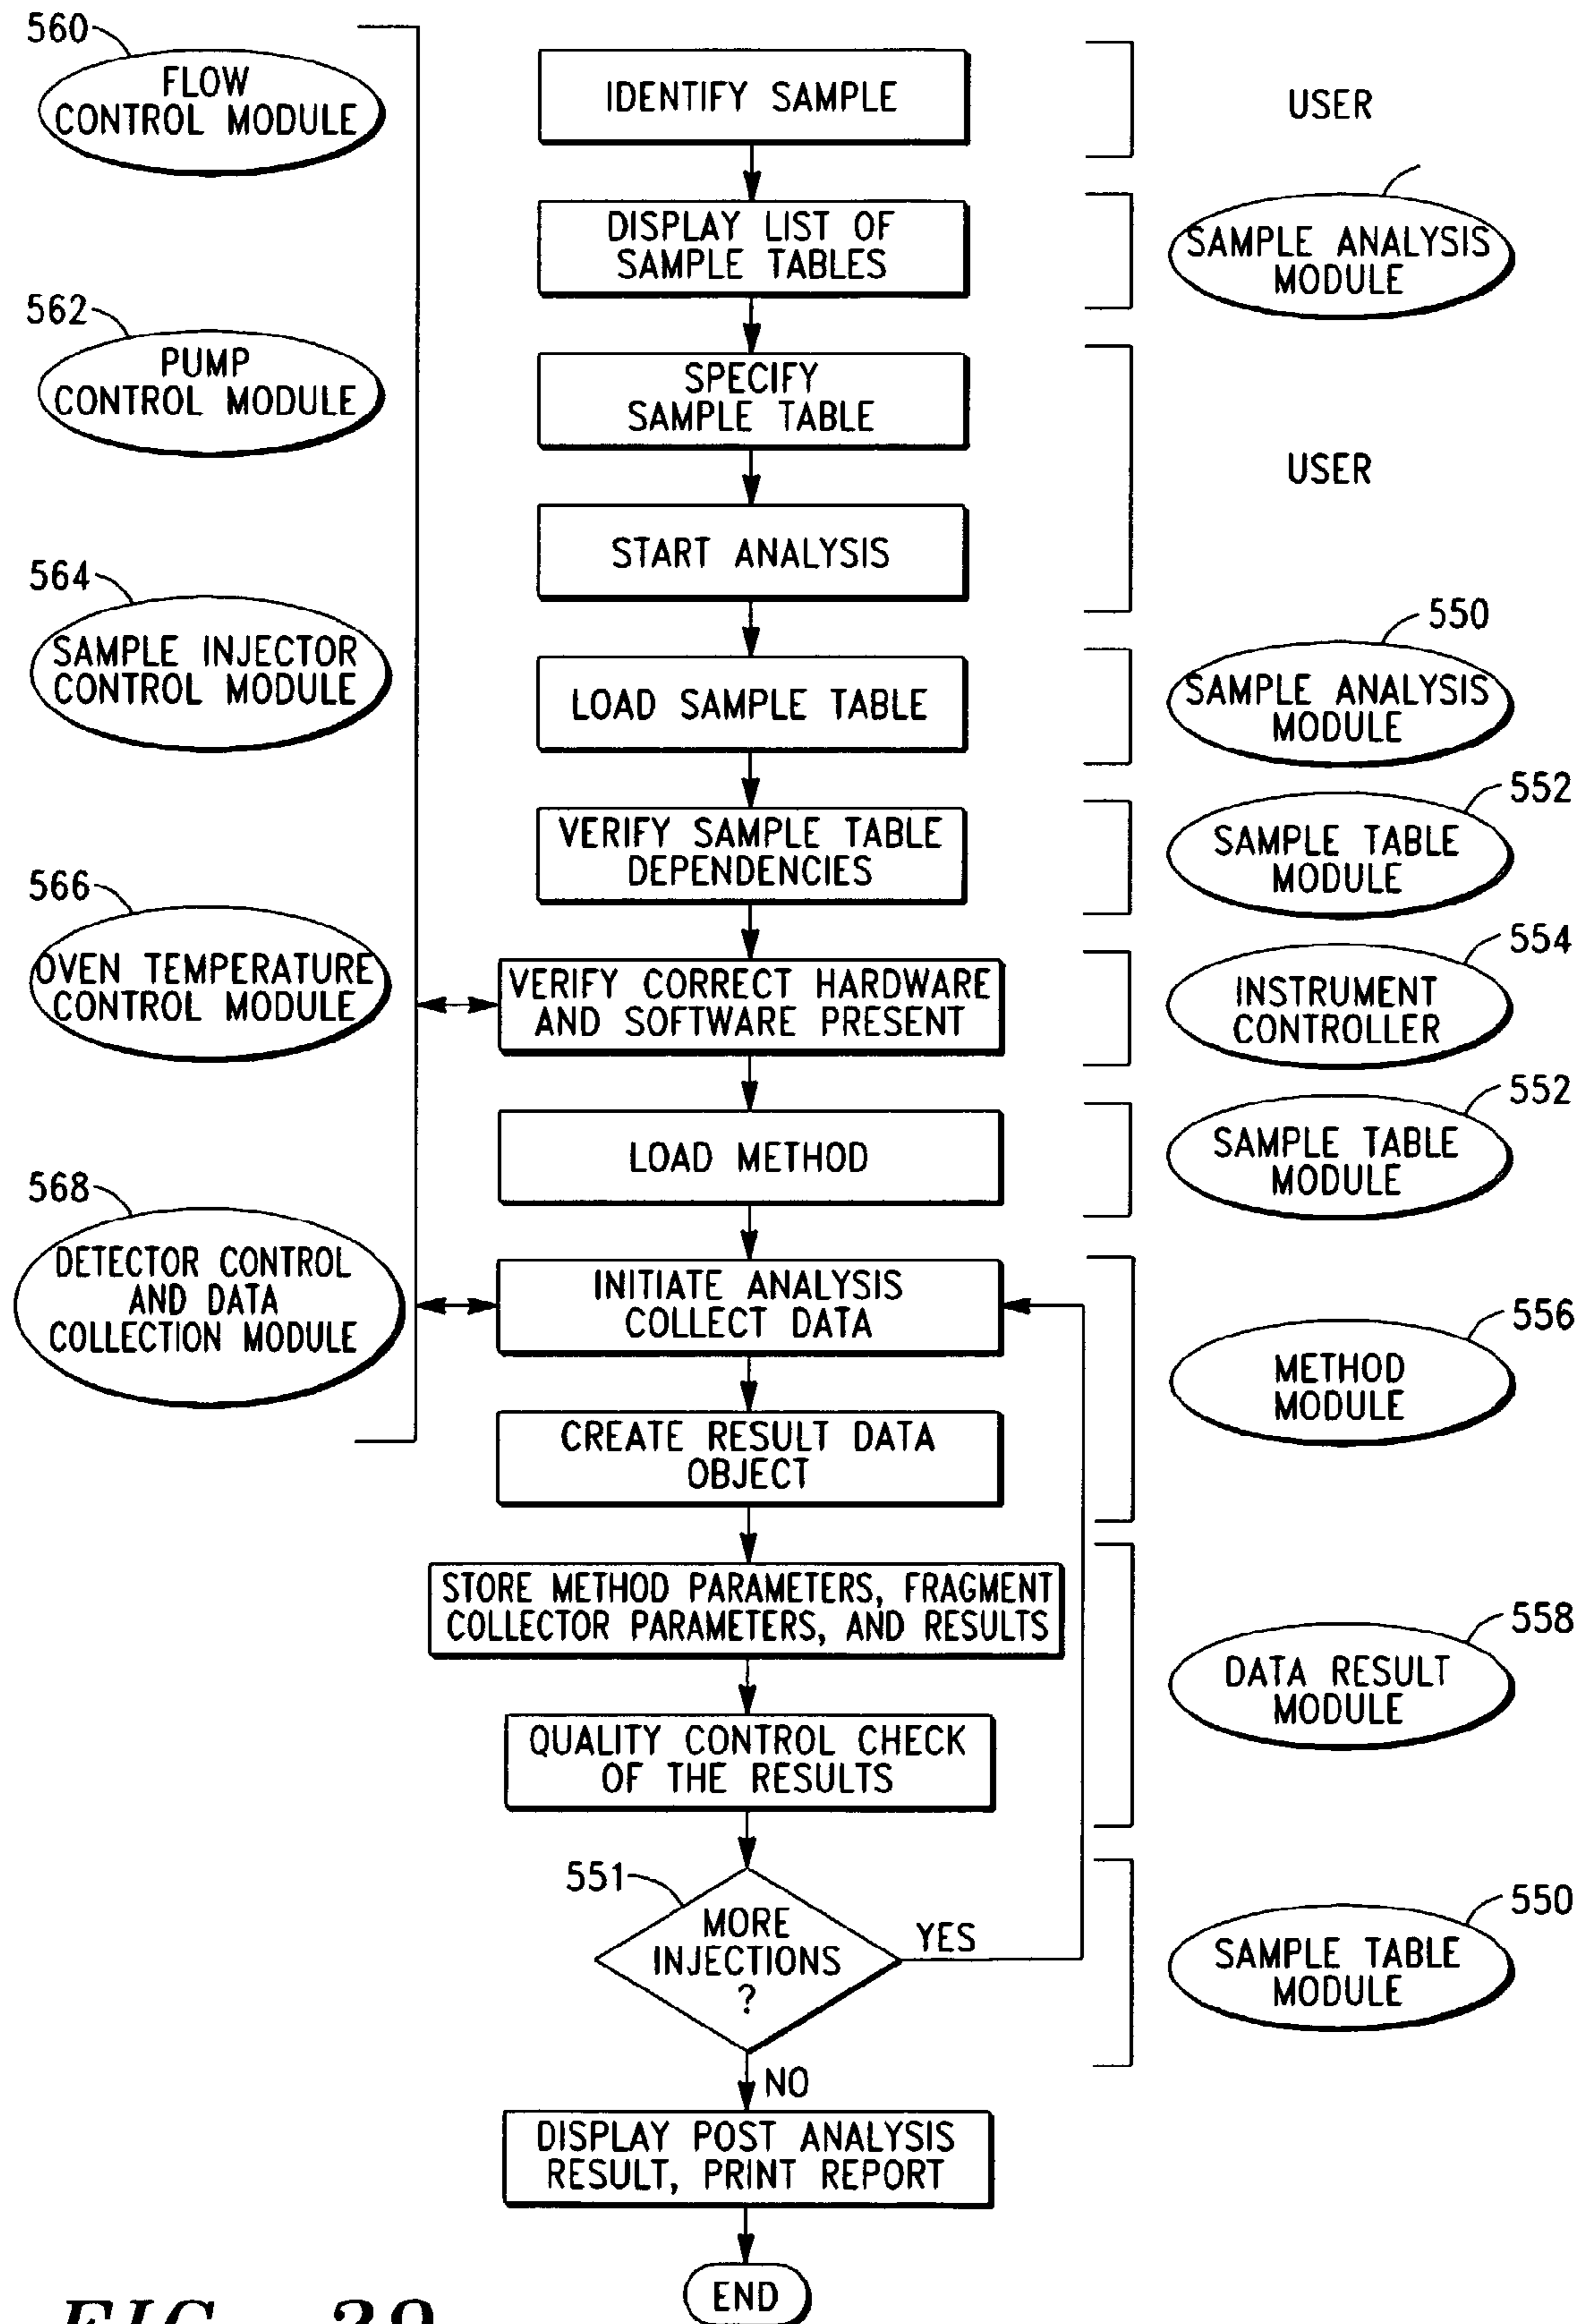 560
FLOW
CONTROL MODULE
562
PUMP
CONTROL MODULE
564
SAMPLE INJECTOR
CONTROL MODULE
566
OVEN TEMPERATURE
CONTROL MODULE
568
DETECTOR CONTROL
AND DATA
COLLECTION MODULE
IDENTIFY SAMPLE
DISPLAY LIST OF
SAMPLE TABLES
SPECIFY
SAMPLE TABLE
START ANALYSIS
LOAD SAMPLE TABLE
VERIFY SAMPLE TABLE
DEPENDENCIES
VERIFY CORRECT HARDWARE
AND SOFTWARE PRESENT
LOAD METHOD
INITIATE ANALYSIS
COLLECT DATA
CREATE RESULT DATA
OBJECT
STORE METHOD PARAMETERS, FRAGMENT
COLLECTOR PARAMETERS, AND RESULTS
QUALITY CONTROL CHECK
OF THE RESULTS
551
MORE
INJECTIONS
?
YES
NO
DISPLAY POST ANALYSIS
RESULT, PRINT REPORT
END
USER
SAMPLE ANALYSIS
MODULE
USER
550
SAMPLE ANALYSIS
MODULE
552
SAMPLE TABLE
MODULE
554
INSTRUMENT
CONTROLLER
552
SAMPLE TABLE
MODULE
556
METHOD
MODULE
558
DATA RESULT
MODULE
550
SAMPLE TABLE
MODULE